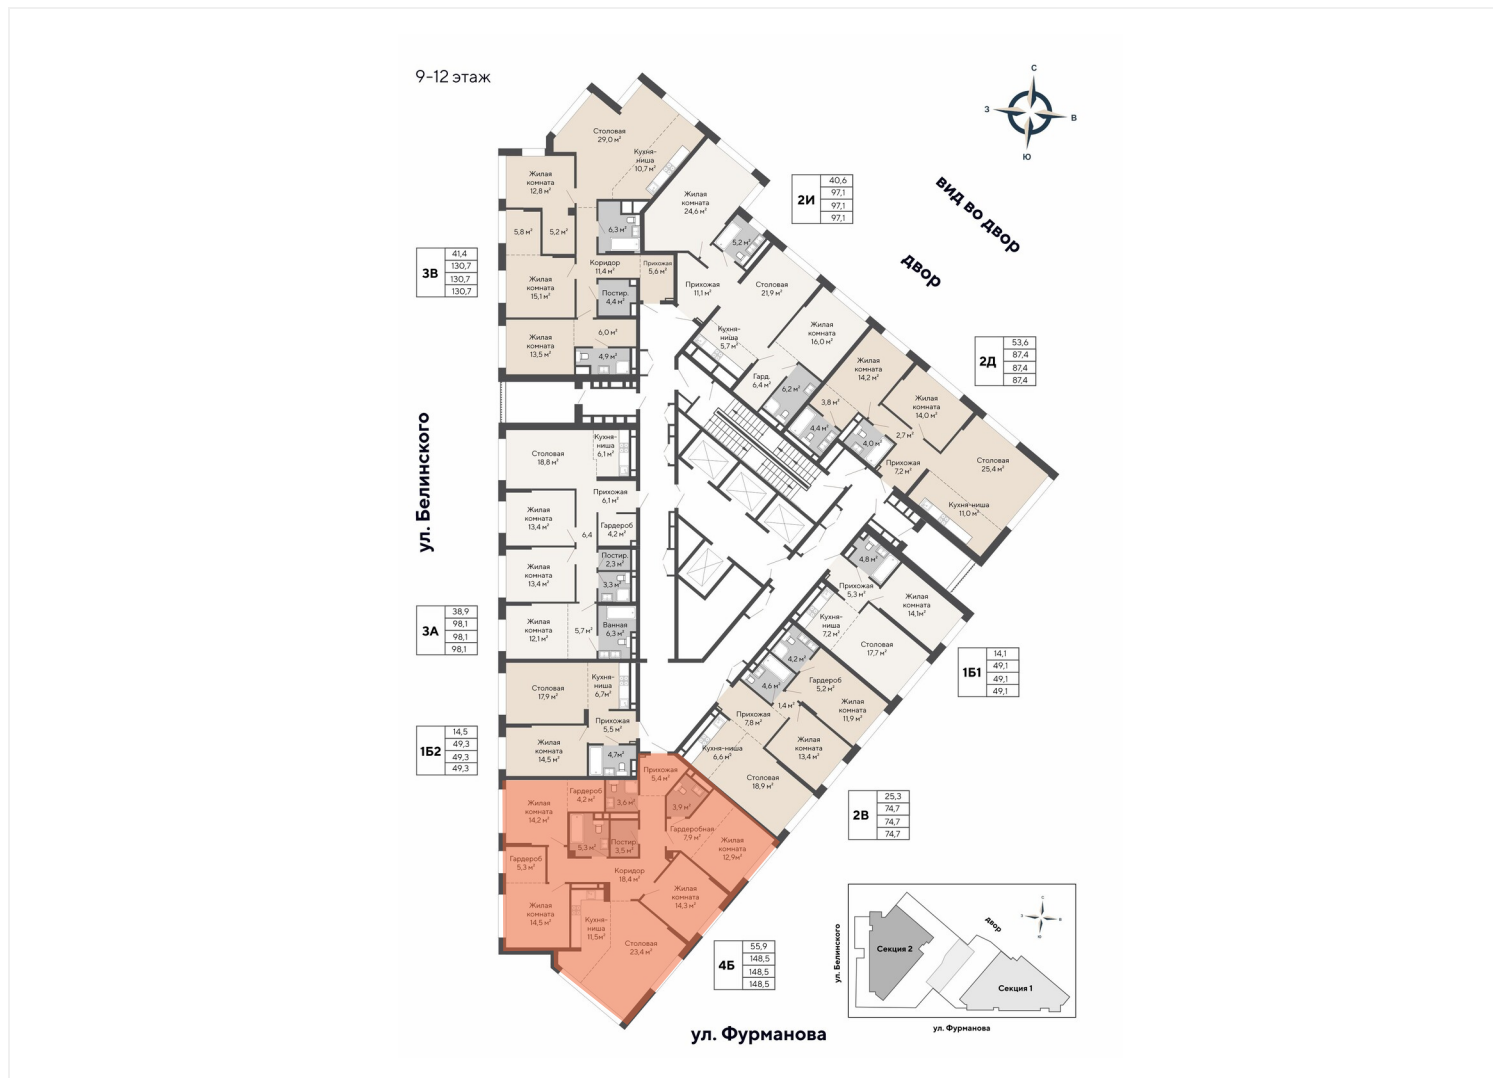 9-12 этаж
С
З
В
Ю
вид во двор
двор
ул. Белинского
ул. Фурманова
Столовая
29,0 м²
Кухня-
ниша
10,7 м²
Жилая
комната
12,8 м²
5,8 м²
5,2 м²
6,3 м²
Коридор
11,4 м²
Прихожая
5,6 м²
Жилая
комната
15,1 м²
Постир.
4,4 м²
Жилая
комната
13,5 м²
6,0 м²
4,9 м²
3В
41,4
130,7
130,7
130,7
Жилая
комната
24,6 м²
5,2 м²
Прихожая
11,1 м²
Столовая
21,9 м²
Кухня-
ниша
5,7 м²
Жилая
комната
16,0 м²
Гард.
6,4 м²
6,2 м²
2И
40,6
97,1
97,1
97,1
Жилая
комната
14,2 м²
3,8 м²
4,4 м²
4,0 м²
2,7 м²
Жилая
комната
14,0 м²
Прихожая
7,2 м²
Столовая
25,4 м²
Кухня-ниша
11,0 м²
2Д
53,6
87,4
87,4
87,4
Столовая
18,8 м²
Кухня-
ниша
6,1 м²
Прихожая
6,1 м²
Жилая
комната
13,4 м²
6,4
Гардероб
4,2 м²
Постир.
2,3 м²
Жилая
комната
13,4 м²
3,3 м²
Жилая
комната
12,1 м²
5,7 м²
Ванная
6,3 м²
3А
38,9
98,1
98,1
98,1
4,8 м²
Прихожая
5,3 м²
Жилая
комната
14,1 м²
Кухня-
ниша
7,2 м²
Столовая
17,7 м²
1Б1
14,1
49,1
49,1
49,1
Столовая
17,9 м²
Кухня-
ниша
6,7м²
Прихожая
5,5 м²
Жилая
комната
14,5 м²
4,7м²
1Б2
14,5
49,3
49,3
49,3
4,2 м²
4,6 м²
Гардероб
5,2 м²
1,4 м²
Жилая
комната
11,9 м²
Прихожая
7,8 м²
Жилая
комната
13,4 м²
Кухня-ниша
6,6 м²
Столовая
18,9 м²
2В
25,3
74,7
74,7
74,7
Прихожая
5,4 м²
Гардероб
4,2 м²
3,6 м²
3,9 м²
Жилая
комната
14,2 м²
5,3 м²
Постир.
3,5 м²
Гардеробная
7,9 м²
Жилая
комната
12,9м²
Гардероб
5,3 м²
Коридор
18,4 м²
Жилая
комната
14,3 м²
Жилая
комната
14,5 м²
Кухня-
ниша
11,5м²
Столовая
23,4 м²
4Б
55,9
148,5
148,5
148,5
ул. Белинского
Секция 2
двор
С
З
В
Ю
Секция 1
ул. Фурманова